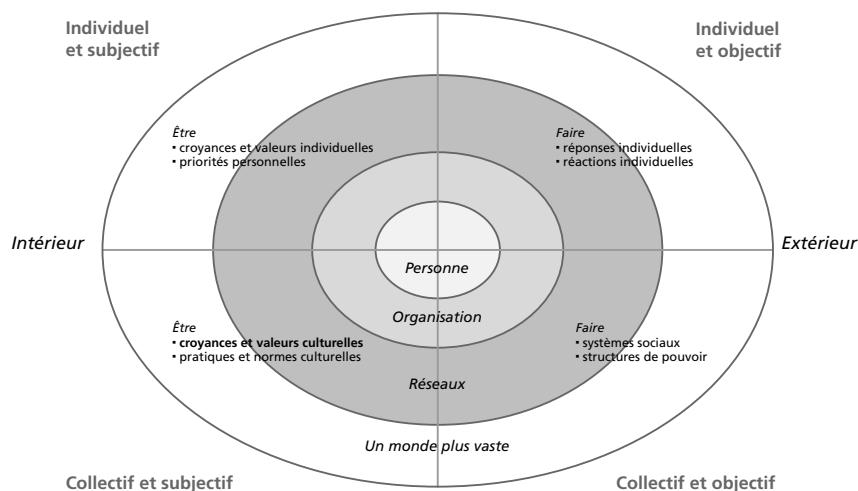 Individuel
et subjectif
Individuel
et objectif
Être
▪ croyances et valeurs individuelles
▪ priorités personnelles
Faire
▪ réponses individuelles
▪ réactions individuelles
Intérieur
Extérieur
Personne
Organisation
Être
▪ croyances et valeurs culturelles
▪ pratiques et normes culturelles
Faire
▪ systèmes sociaux
▪ structures de pouvoir
Réseaux
Un monde plus vaste
Collectif et subjectif
Collectif et objectif